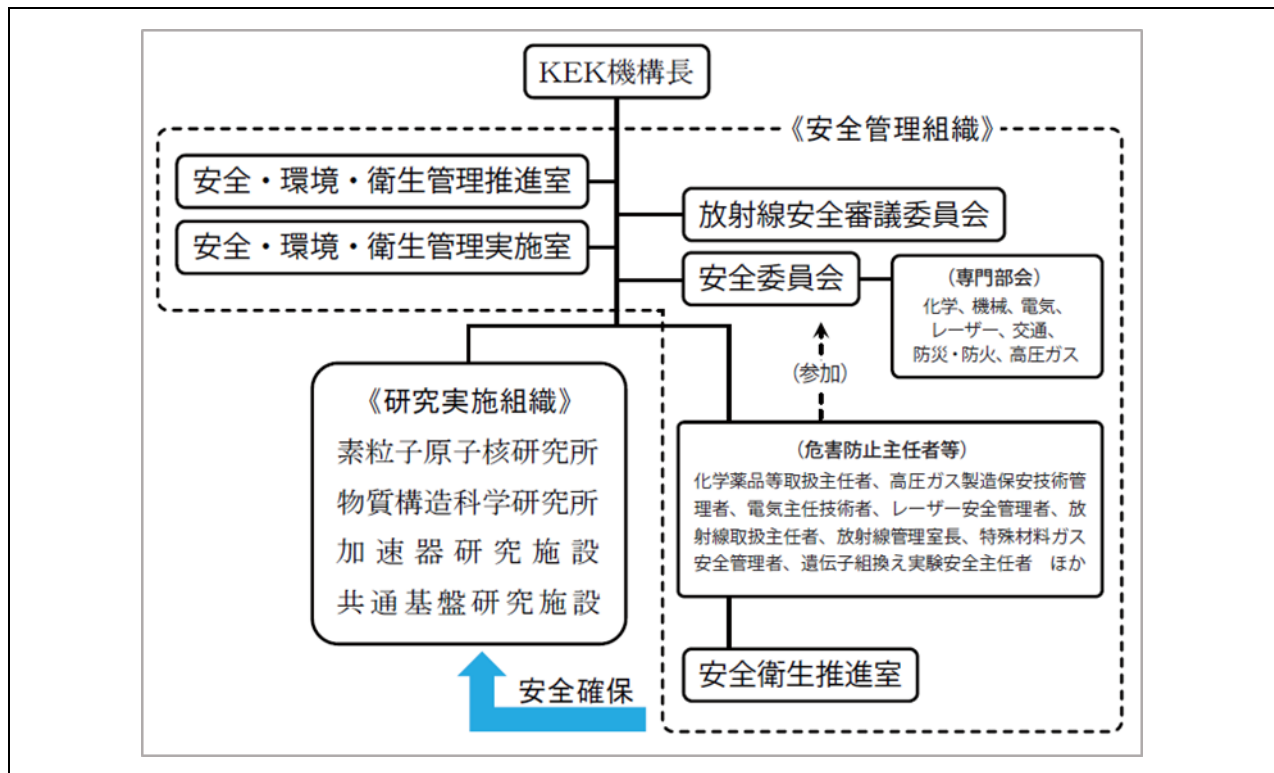 KEK機構長
《安全管理組織》
安全・環境・衛生管理推進室
安全・環境・衛生管理実施室
放射線安全審議委員会
安全委員会
(専門部会)
化学、機械、電気、
レーザー、交通、
防災・防火、高圧ガス
(参加)
《研究実施組織》
素粒子原子核研究所
物質構造科学研究所
加速器研究施設
共通基盤研究施設
(危害防止主任者等)
化学薬品等取扱主任者、高圧ガス製造保安技術管
理者、電気主任技術者、レーザー安全管理者、放
射線取扱主任者、放射線管理室長、特殊材料ガス
安全管理者、遺伝子組換え実験安全主任者　ほか
安全衛生推進室
安全確保